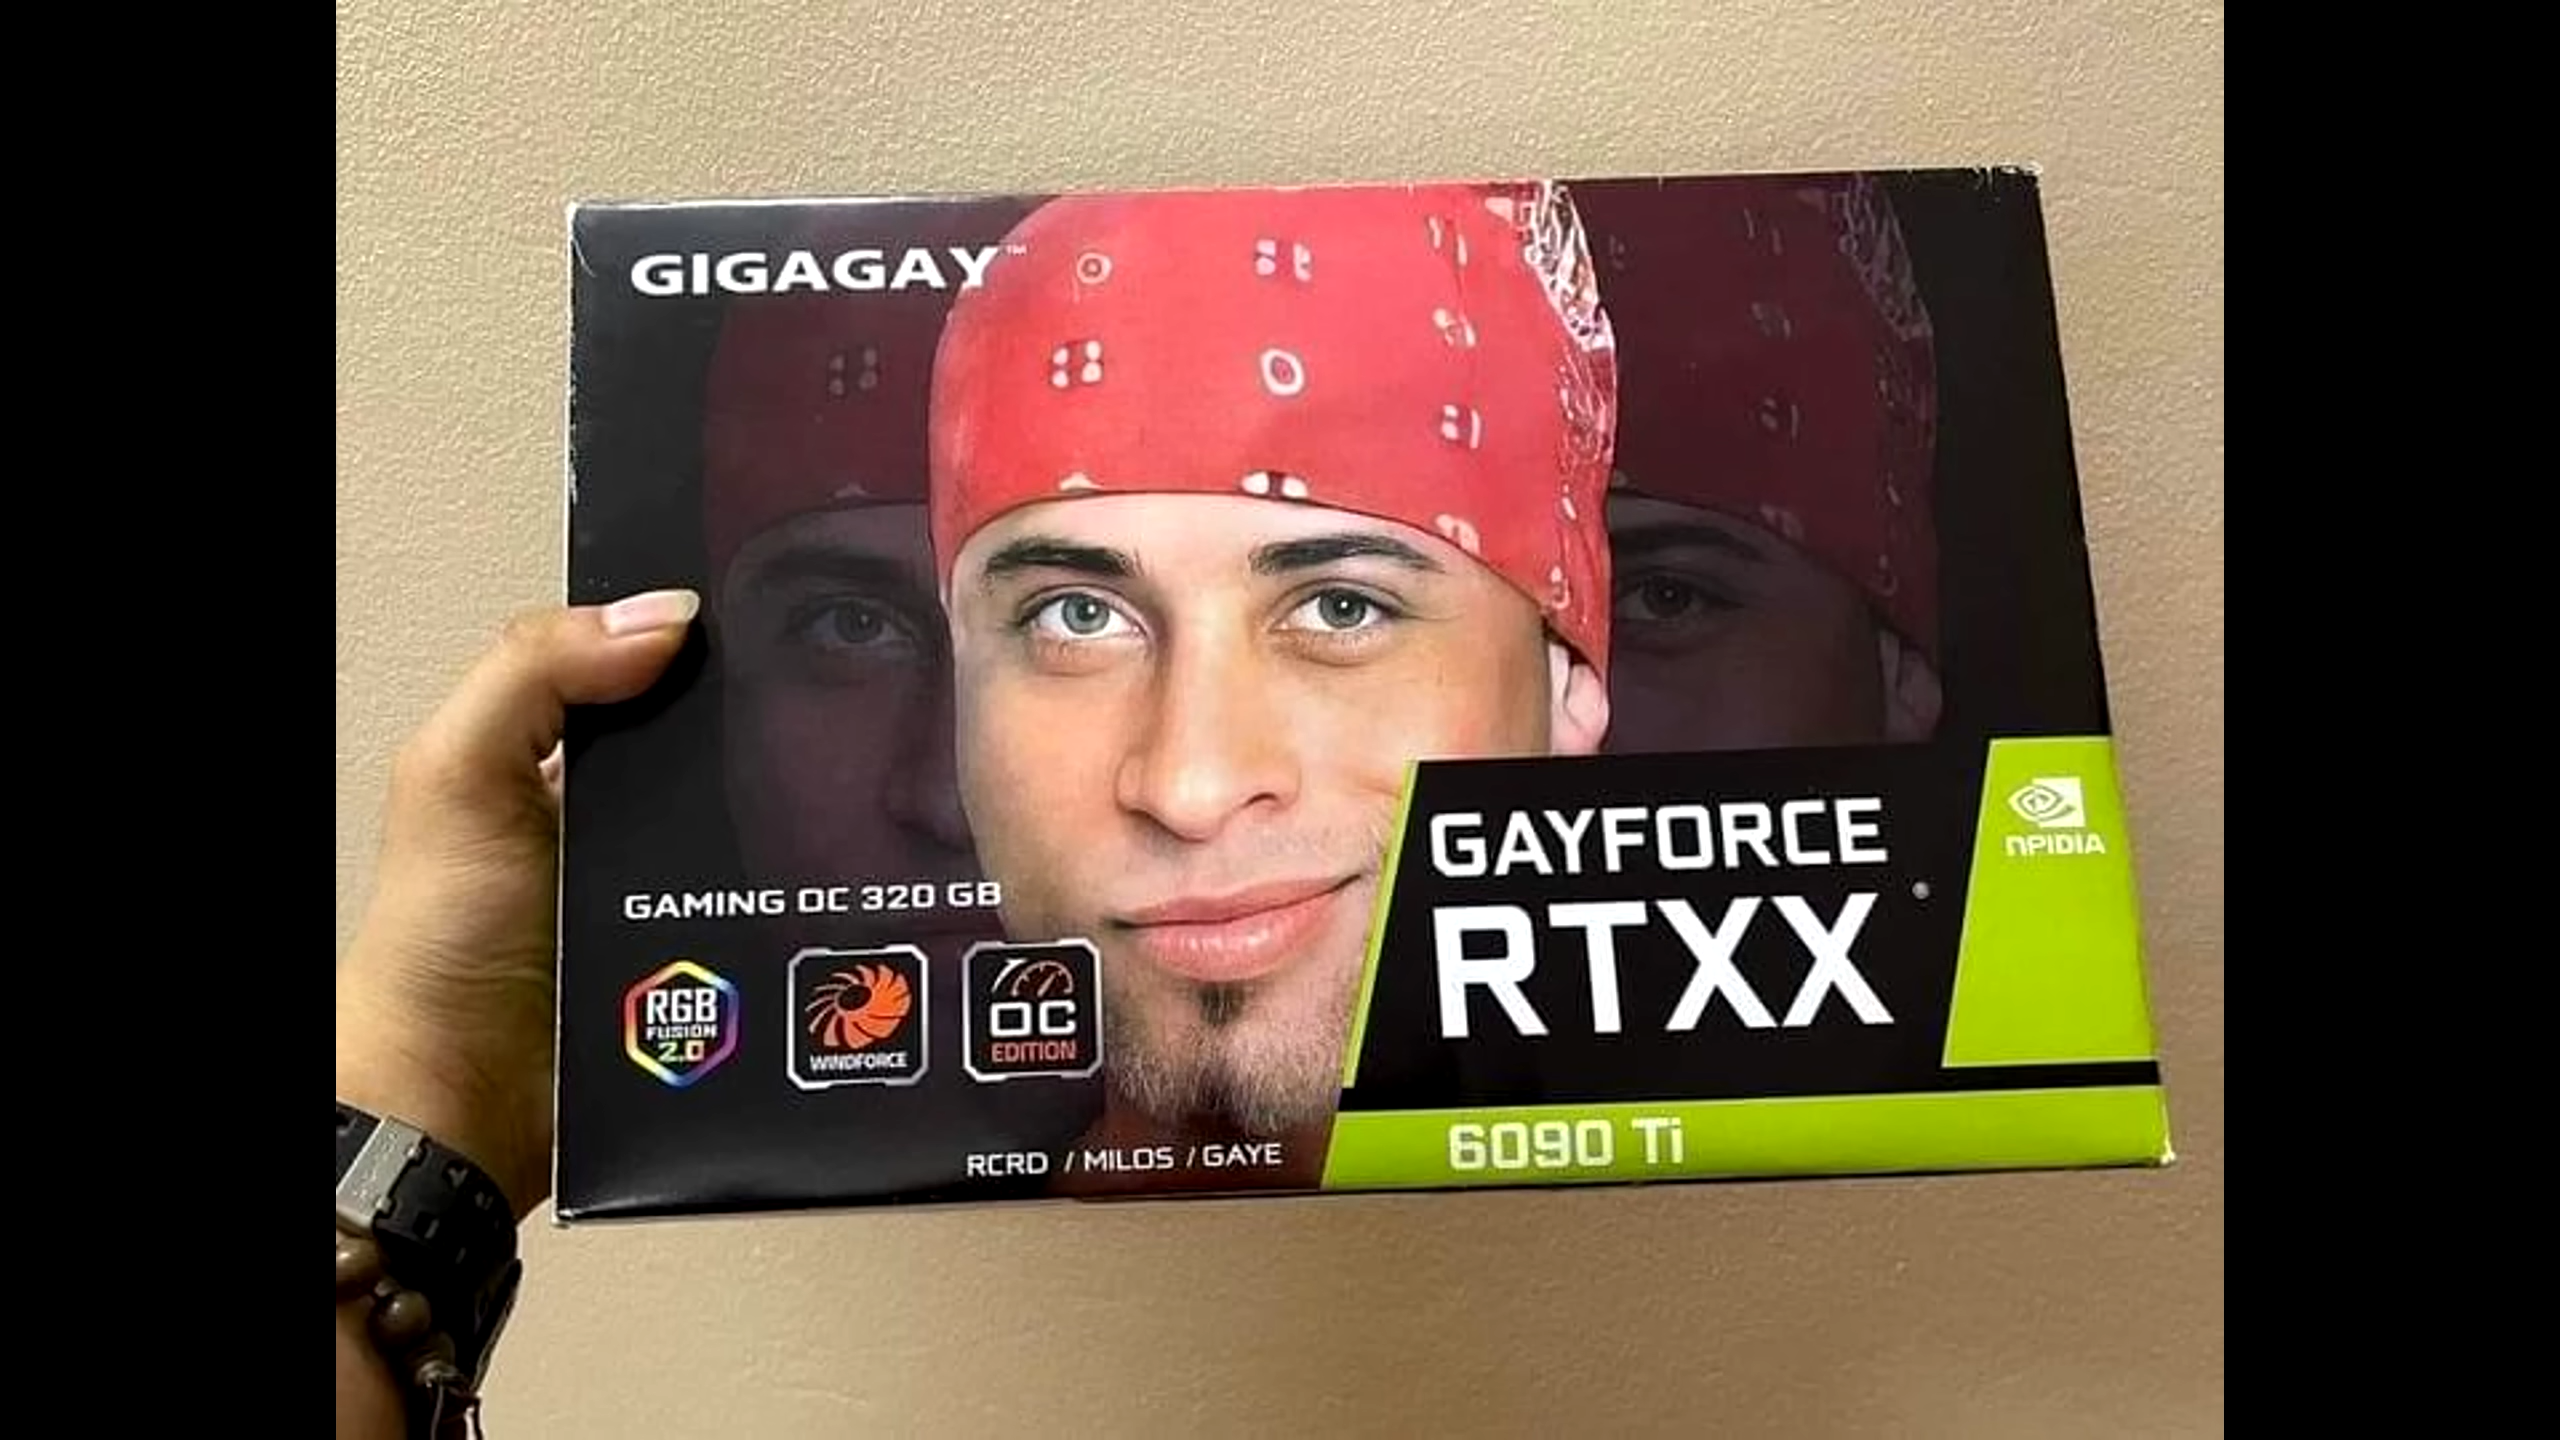 GIGAGAY™
GAMING OC 320 GB
RGB
FUSION
2.0
WINDFORCE
OC
EDITION
RCRD / MILOS / GAYE
GAYFORCE
RTXX
6090 Ti
NPIDIA